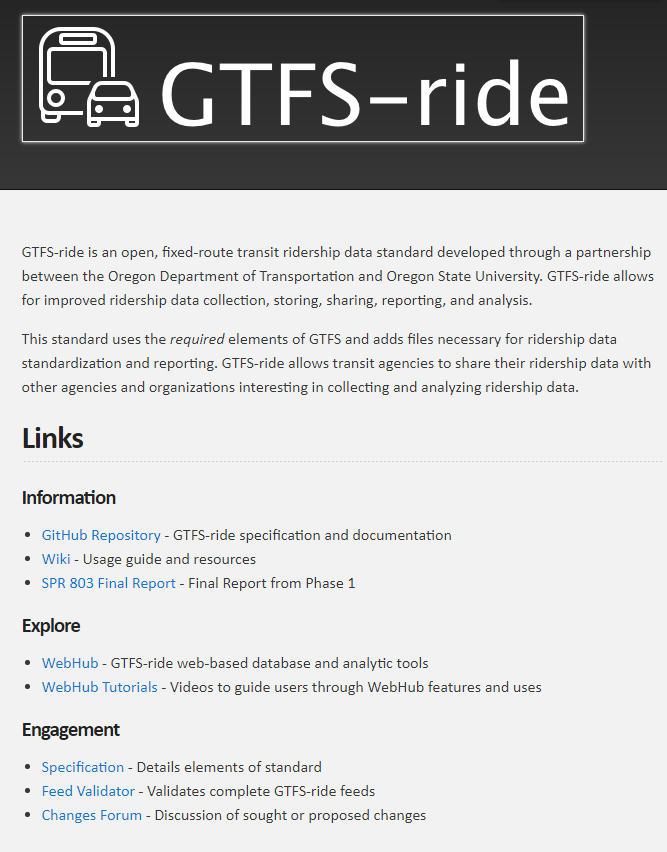 GTFS-ride
GTFS-ride is an open, fixed-route transit ridership data standard developed through a partnership
between the Oregon Department of Transportation and Oregon State University. GTFS-ride allows
for improved ridership data collection, storing, sharing, reporting, and analysis.
This standard uses the required elements of GTFS and adds files necessary for ridership data
standardization and reporting. GTFS-ride allows transit agencies to share their ridership data with
other agencies and organizations interesting in collecting and analyzing ridership data.
Links
Information
• GitHub Repository - GTFS-ride specification and documentation
• Wiki - Usage guide and resources
• SPR 803 Final Report - Final Report from Phase 1
Explore
• WebHub - GTFS-ride web-based database and analytic tools
• WebHub Tutorials - Videos to guide users through WebHub features and uses
Engagement
• Specification - Details elements of standard
• Feed Validator - Validates complete GTFS-ride feeds
• Changes Forum - Discussion of sought or proposed changes